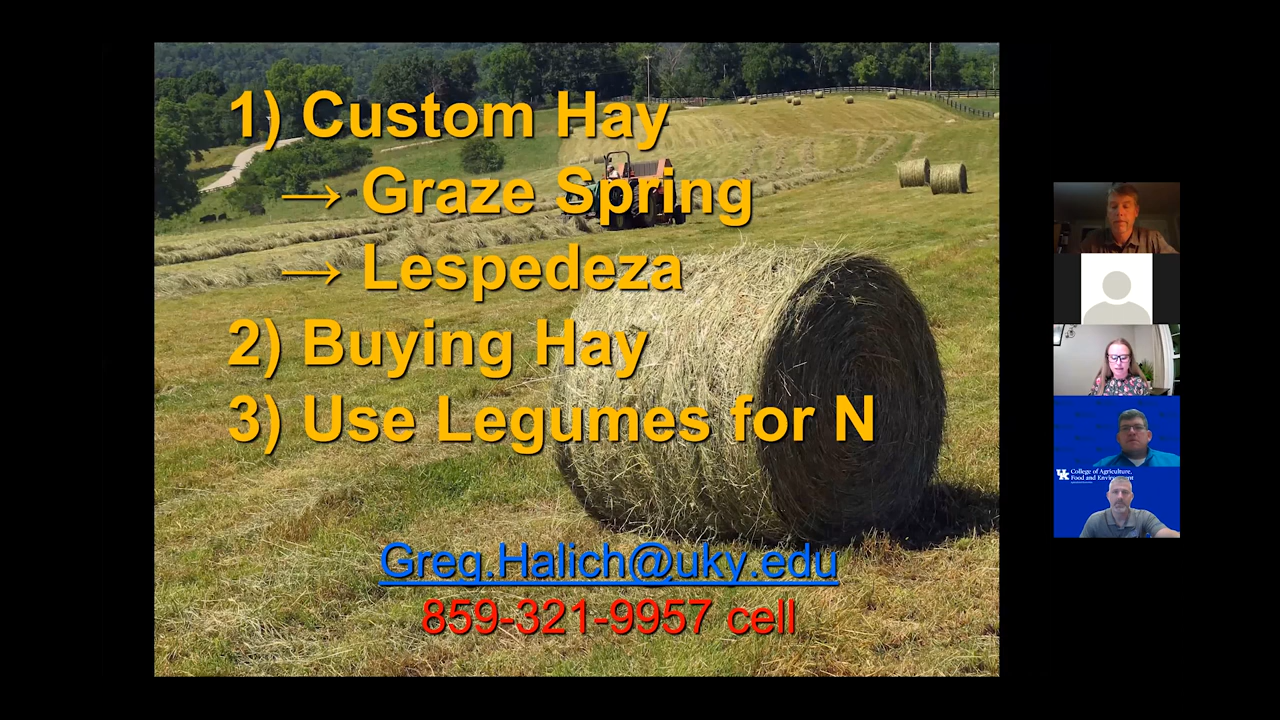 1) Custom Hay
→ Graze Spring
→ Lespedeza
2) Buying Hay
3) Use Legumes for N
Greg.Halich@uky.edu
859-321-9957 cell
UK College of Agriculture,
Food and Environment